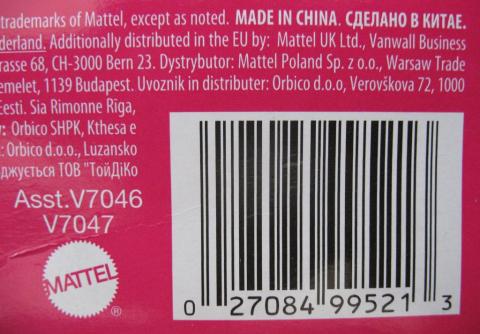 trademarks of Mattel, except as noted. MADE IN CHINA. СДЕЛАНО В КИТАЕ.
derland. Additionally distributed in the EU by: Mattel UK Ltd., Vanwall Business
rasse 68, CH-3000 Bern 23. Dystrybutor: Mattel Poland Sp. z o.o., Warsaw Trade
emelet, 1139 Budapest. Uvoznik in distributer: Orbico d.o.o, Verovškova 72, 1000
Eesti. Sia Rimonne Rīga,
y: Orbico SHPK, Kthesa e
: Orbico d.o.o., Luzansko
джується ТОВ "ТойДіКо
Asst.V7046
V7047
MATTEL
0 27084 99521 3